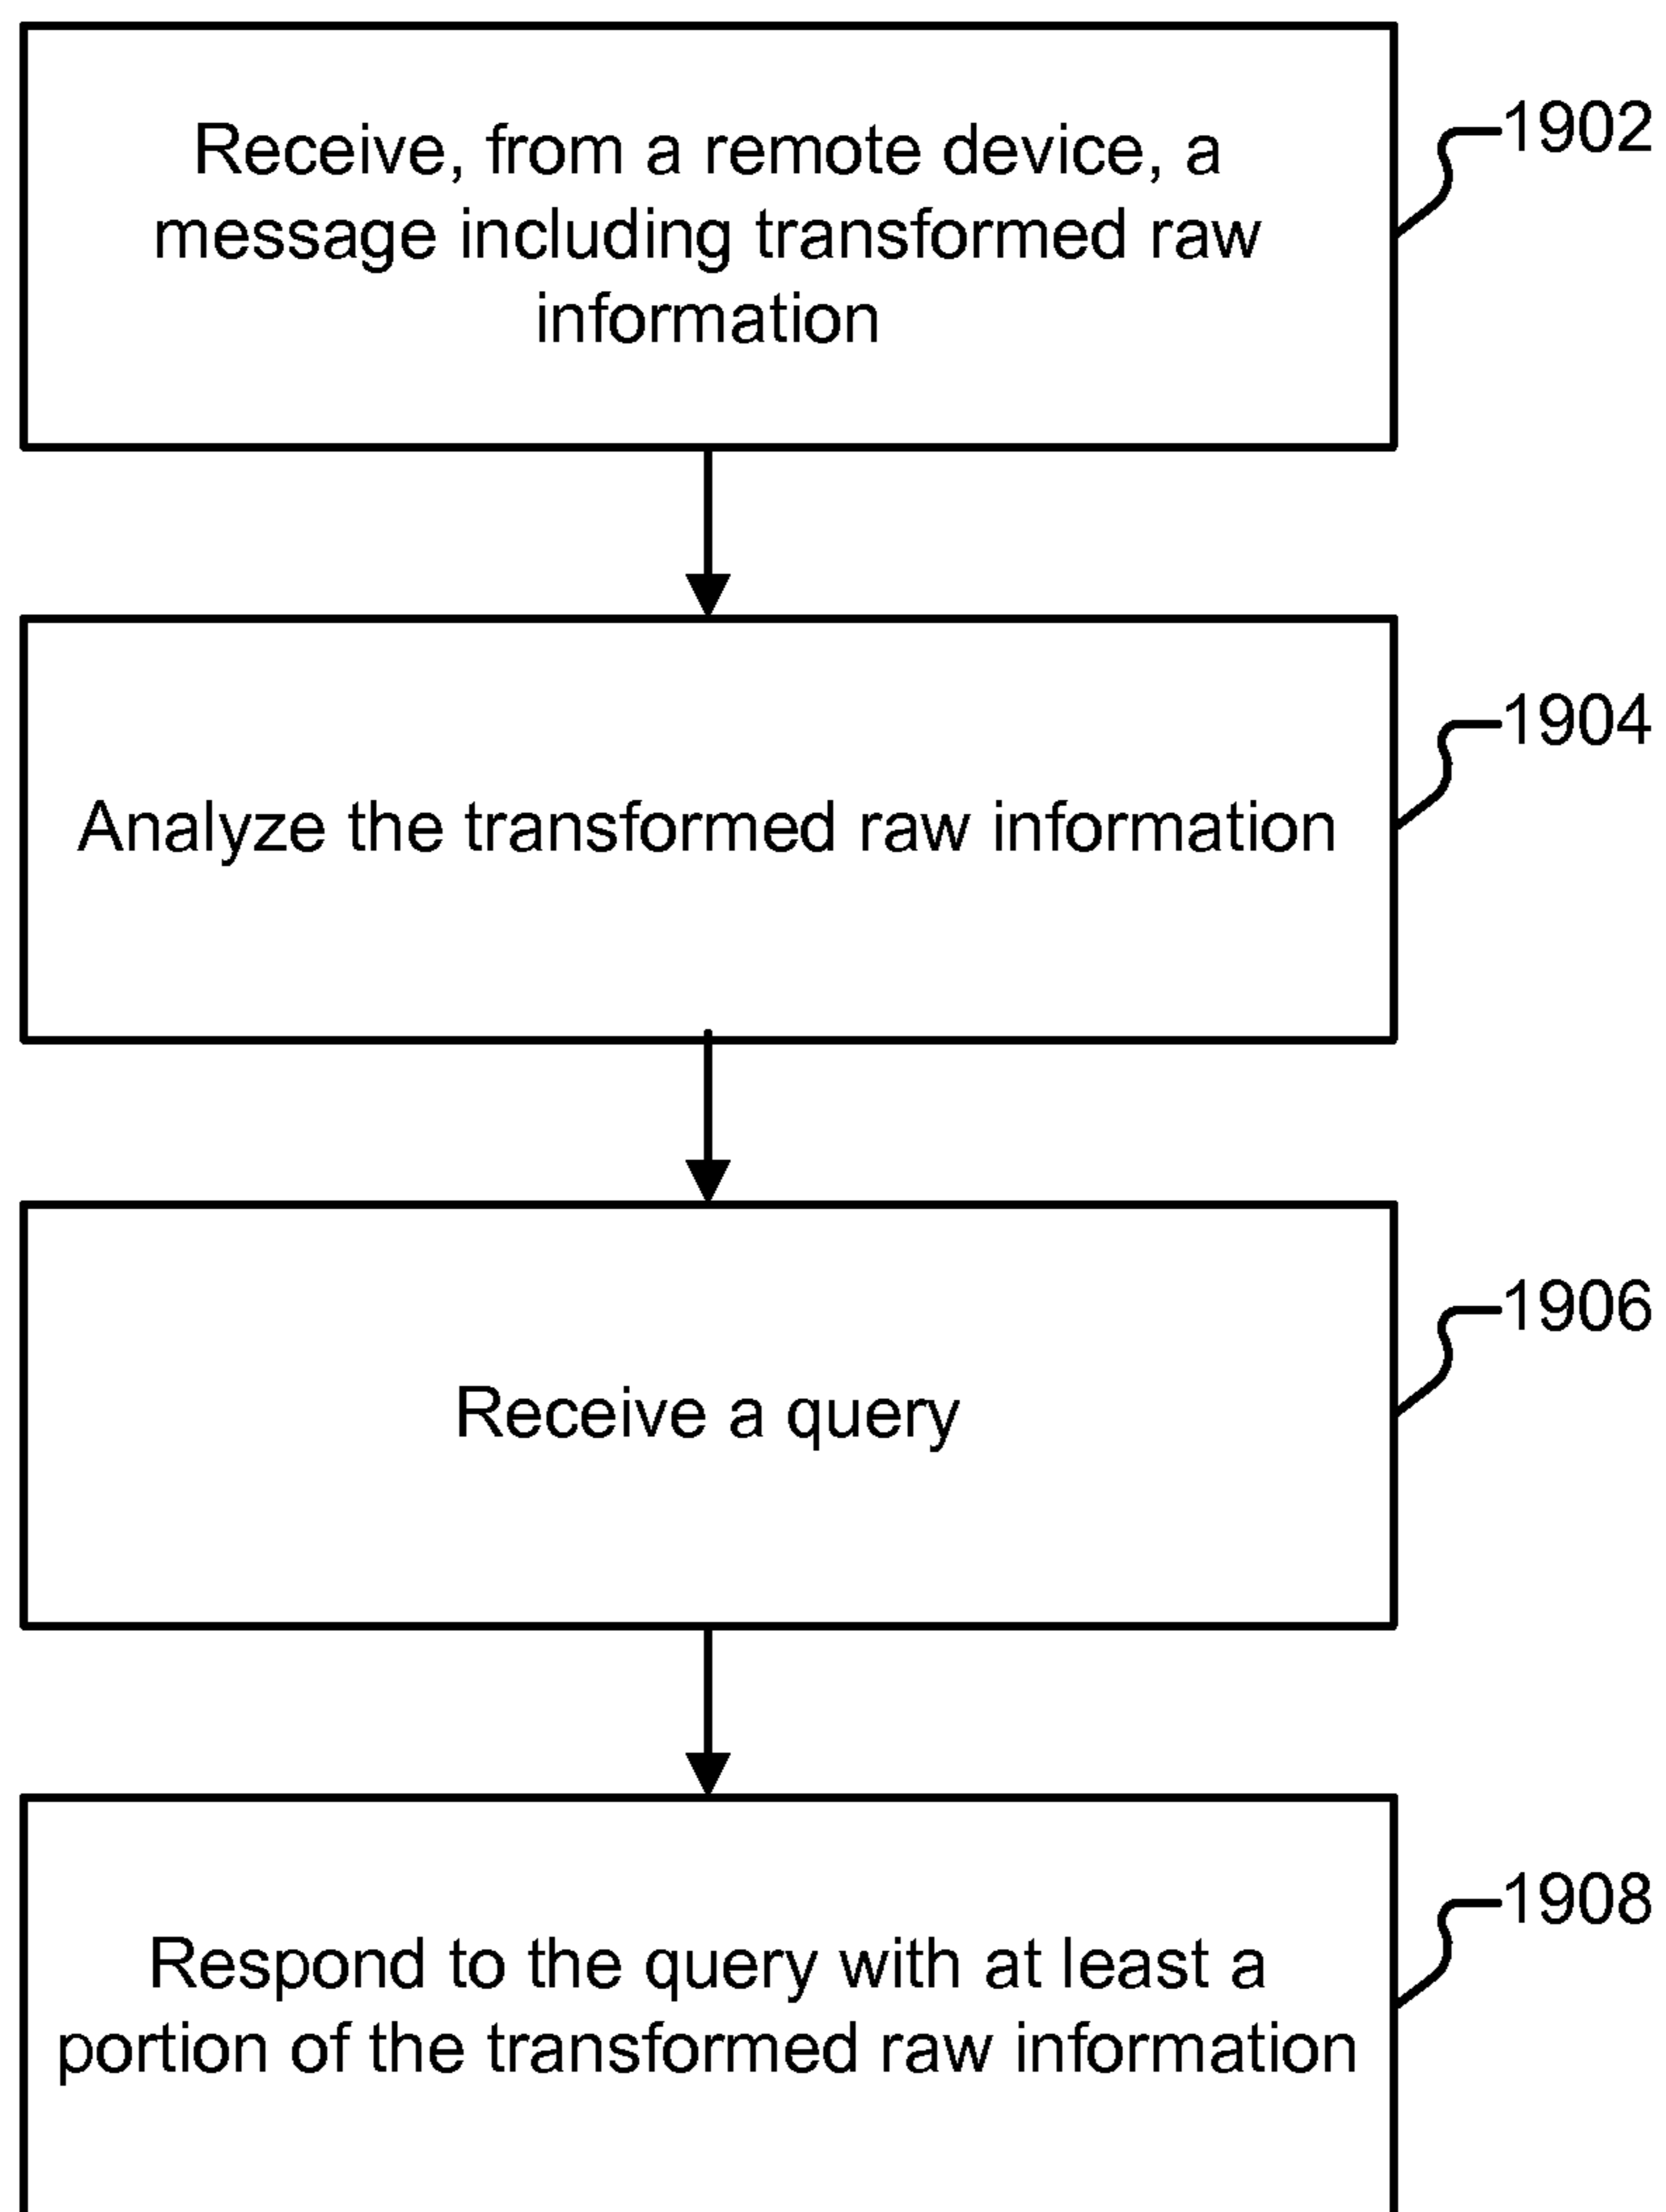 Receive, from a remote device, a
message including transformed raw
information
1902
Analyze the transformed raw information
1904
Receive a query
1906
Respond to the query with at least a
portion of the transformed raw information
1908